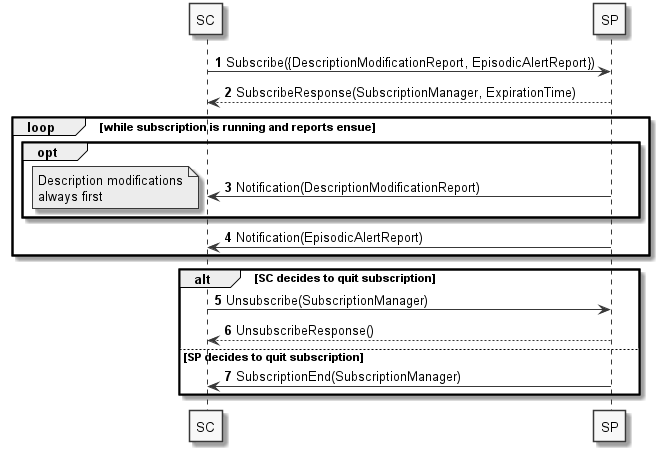 SC SP
1 Subscribe({DescriptionModificationReport, EpisodicAlertReport})
2 SubscribeResponse(SubscriptionManager, ExpirationTime)
loop [while subscription is running and reports ensue]
opt
Description modifications
always first
3 Notification(DescriptionModificationReport)
4 Notification(EpisodicAlertReport)
alt [SC decides to quit subscription]
5 Unsubscribe(SubscriptionManager)
6 UnsubscribeResponse()
[SP decides to quit subscription]
7 SubscriptionEnd(SubscriptionManager)
SC SP